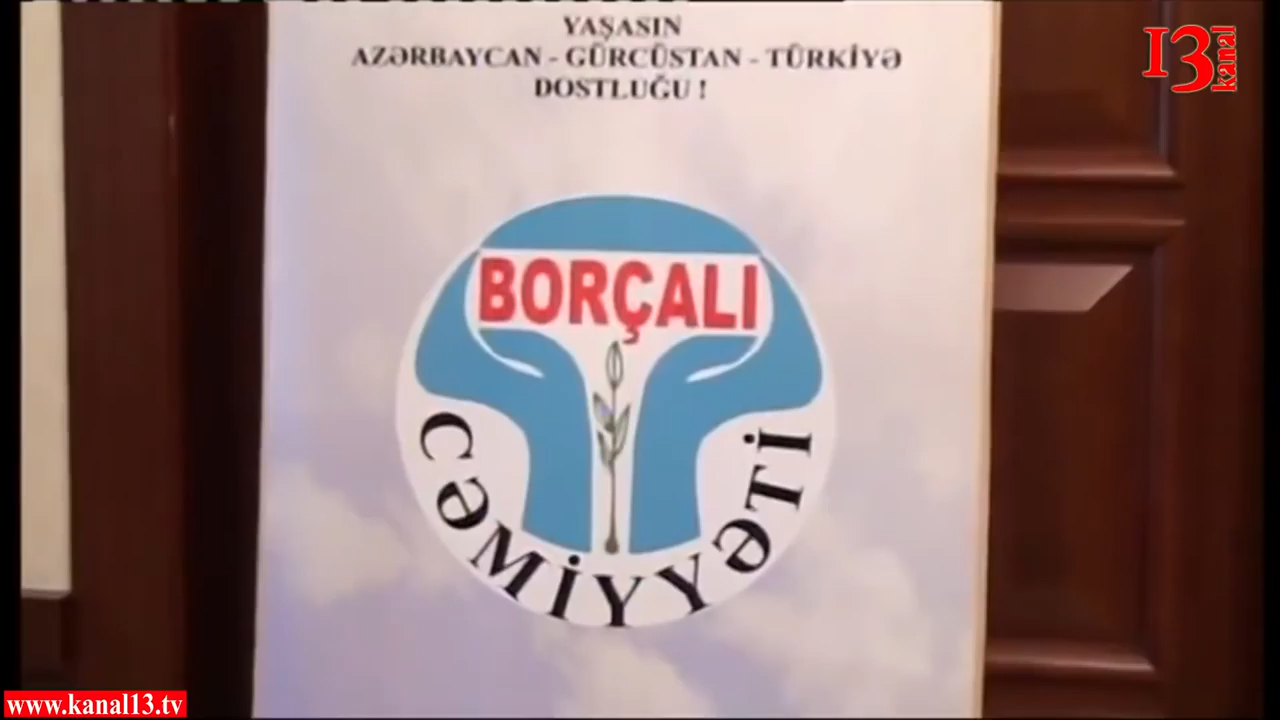 YAŞASIN
AZƏRBAYCAN - GÜRCÜSTAN - TÜRKİYƏ
DOSTLUĞU !
13 kanal
BORÇALI
CƏMİYYƏTİ
www.kanal13.tv